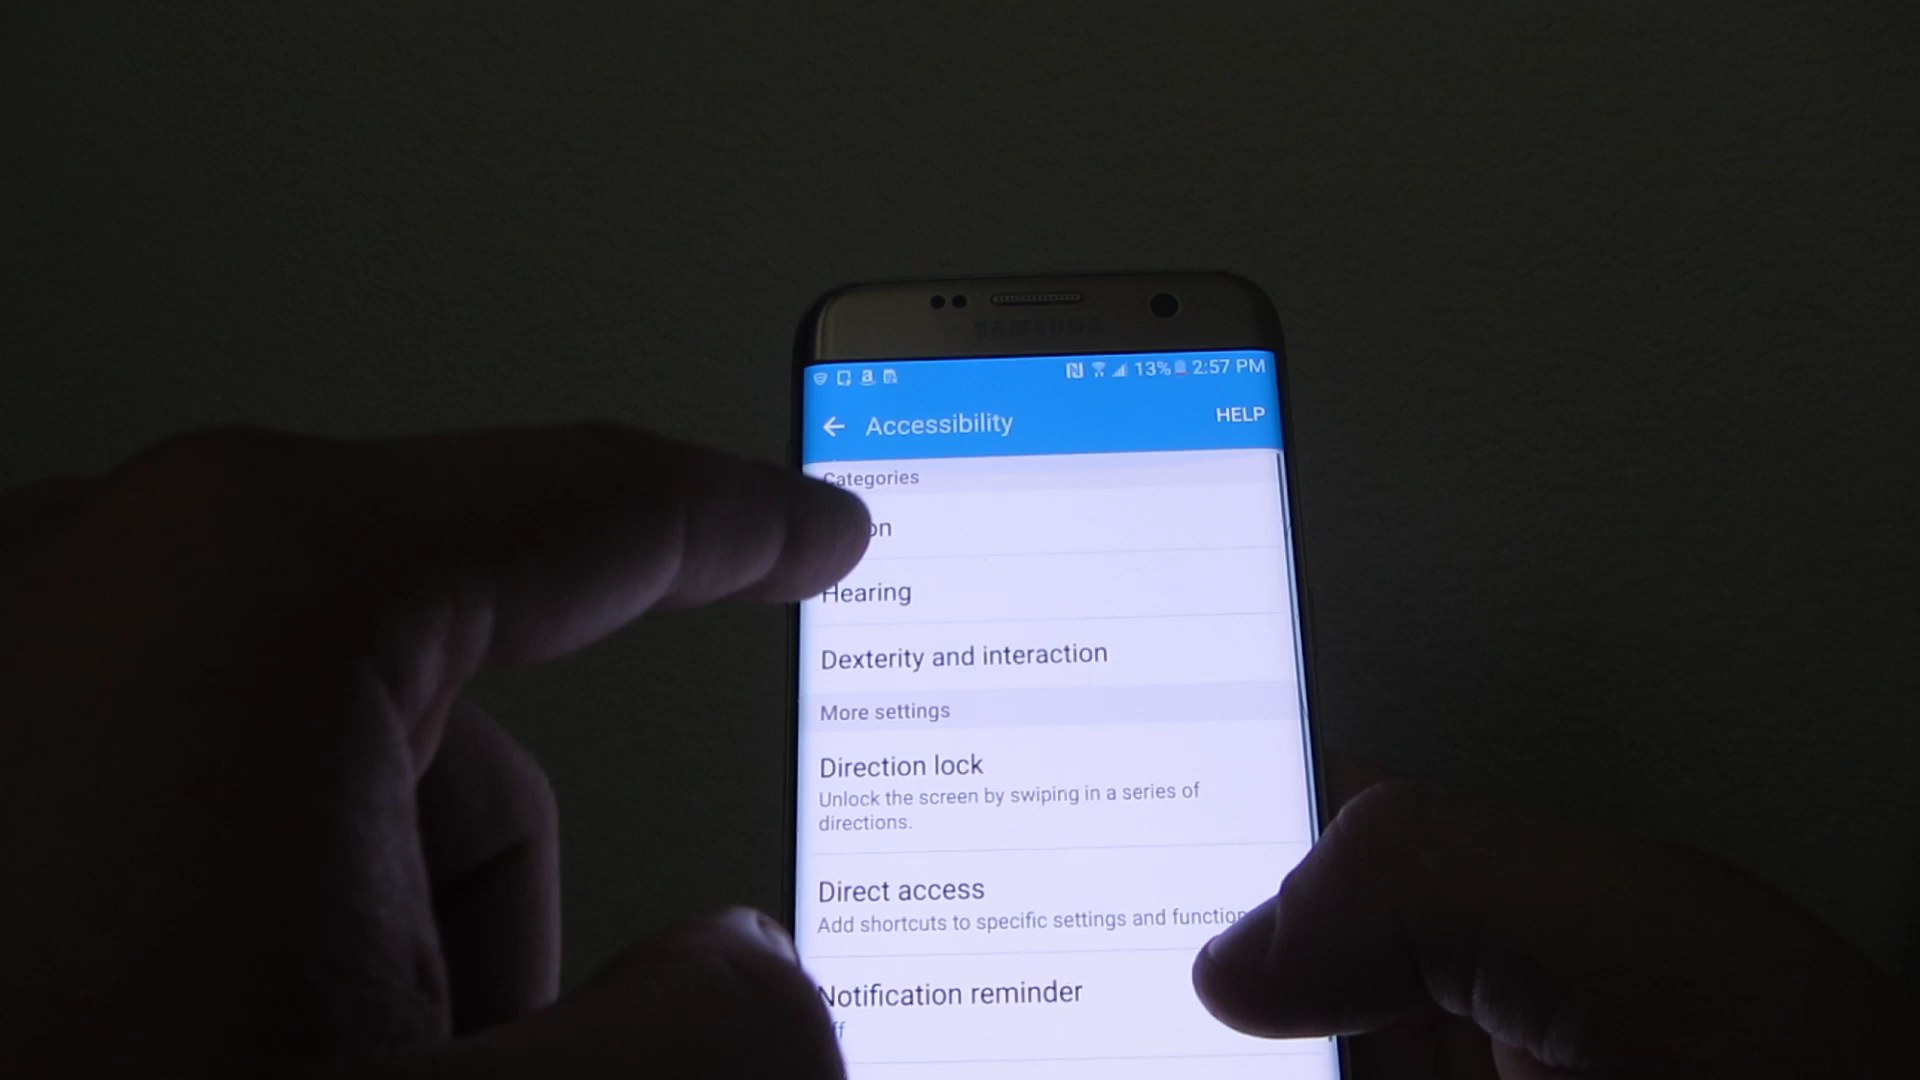 SAMSUNG
13% 2:57 PM
← Accessibility HELP
Categories
Hearing
Dexterity and interaction
More settings
Direction lock
Unlock the screen by swiping in a series of
directions.
Direct access
Add shortcuts to specific settings and function
Notification reminder